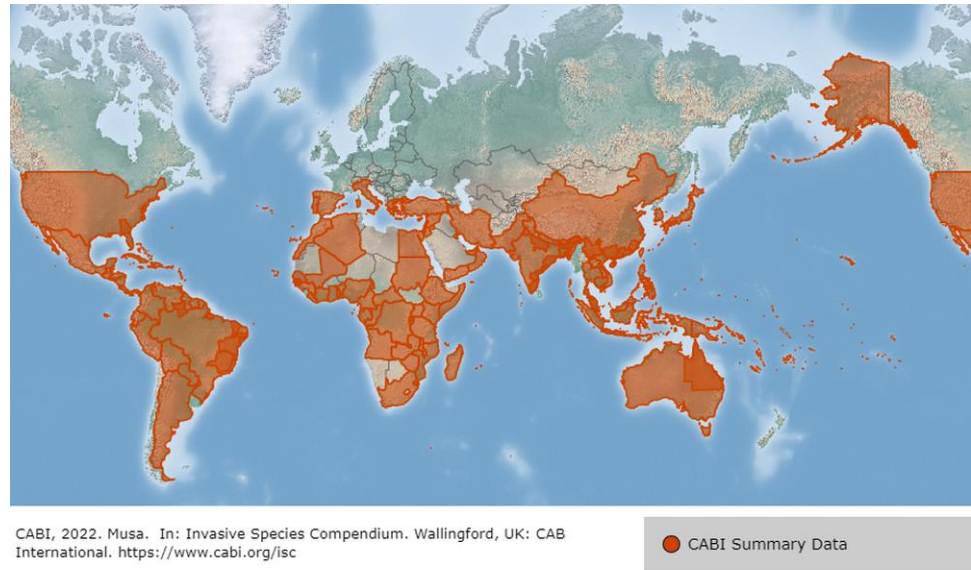 CABI, 2022. Musa.  In: Invasive Species Compendium. Wallingford, UK: CAB
International. https://www.cabi.org/isc
CABI Summary Data